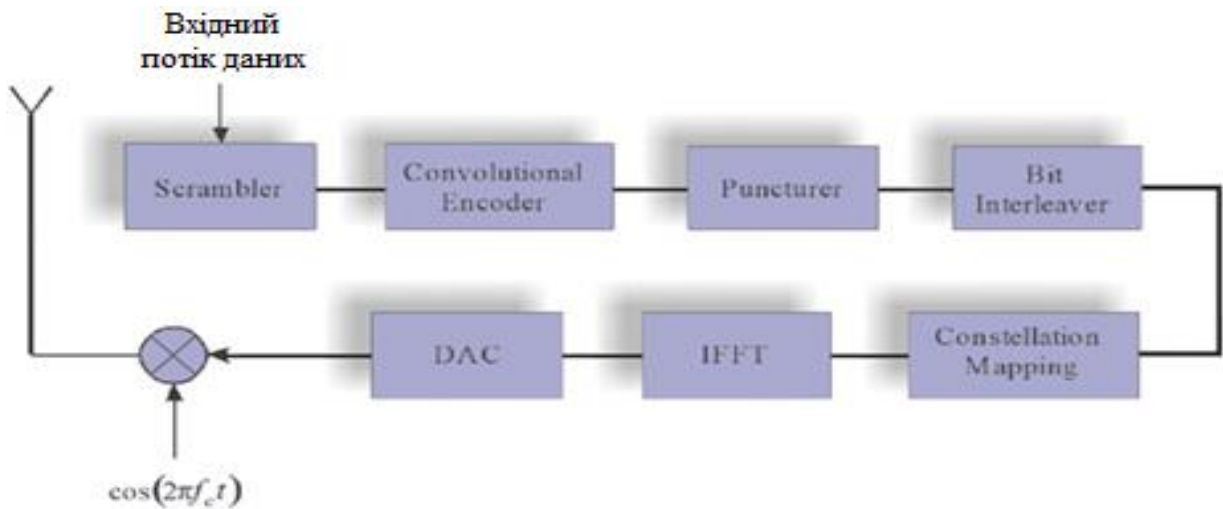 Вхідний
потік даних
Scrambler
Convolutional
Encoder
Puncturer
Bit
Interleaver
DAC
IFFT
Constellation
Mapping
cos(2πf_c t)